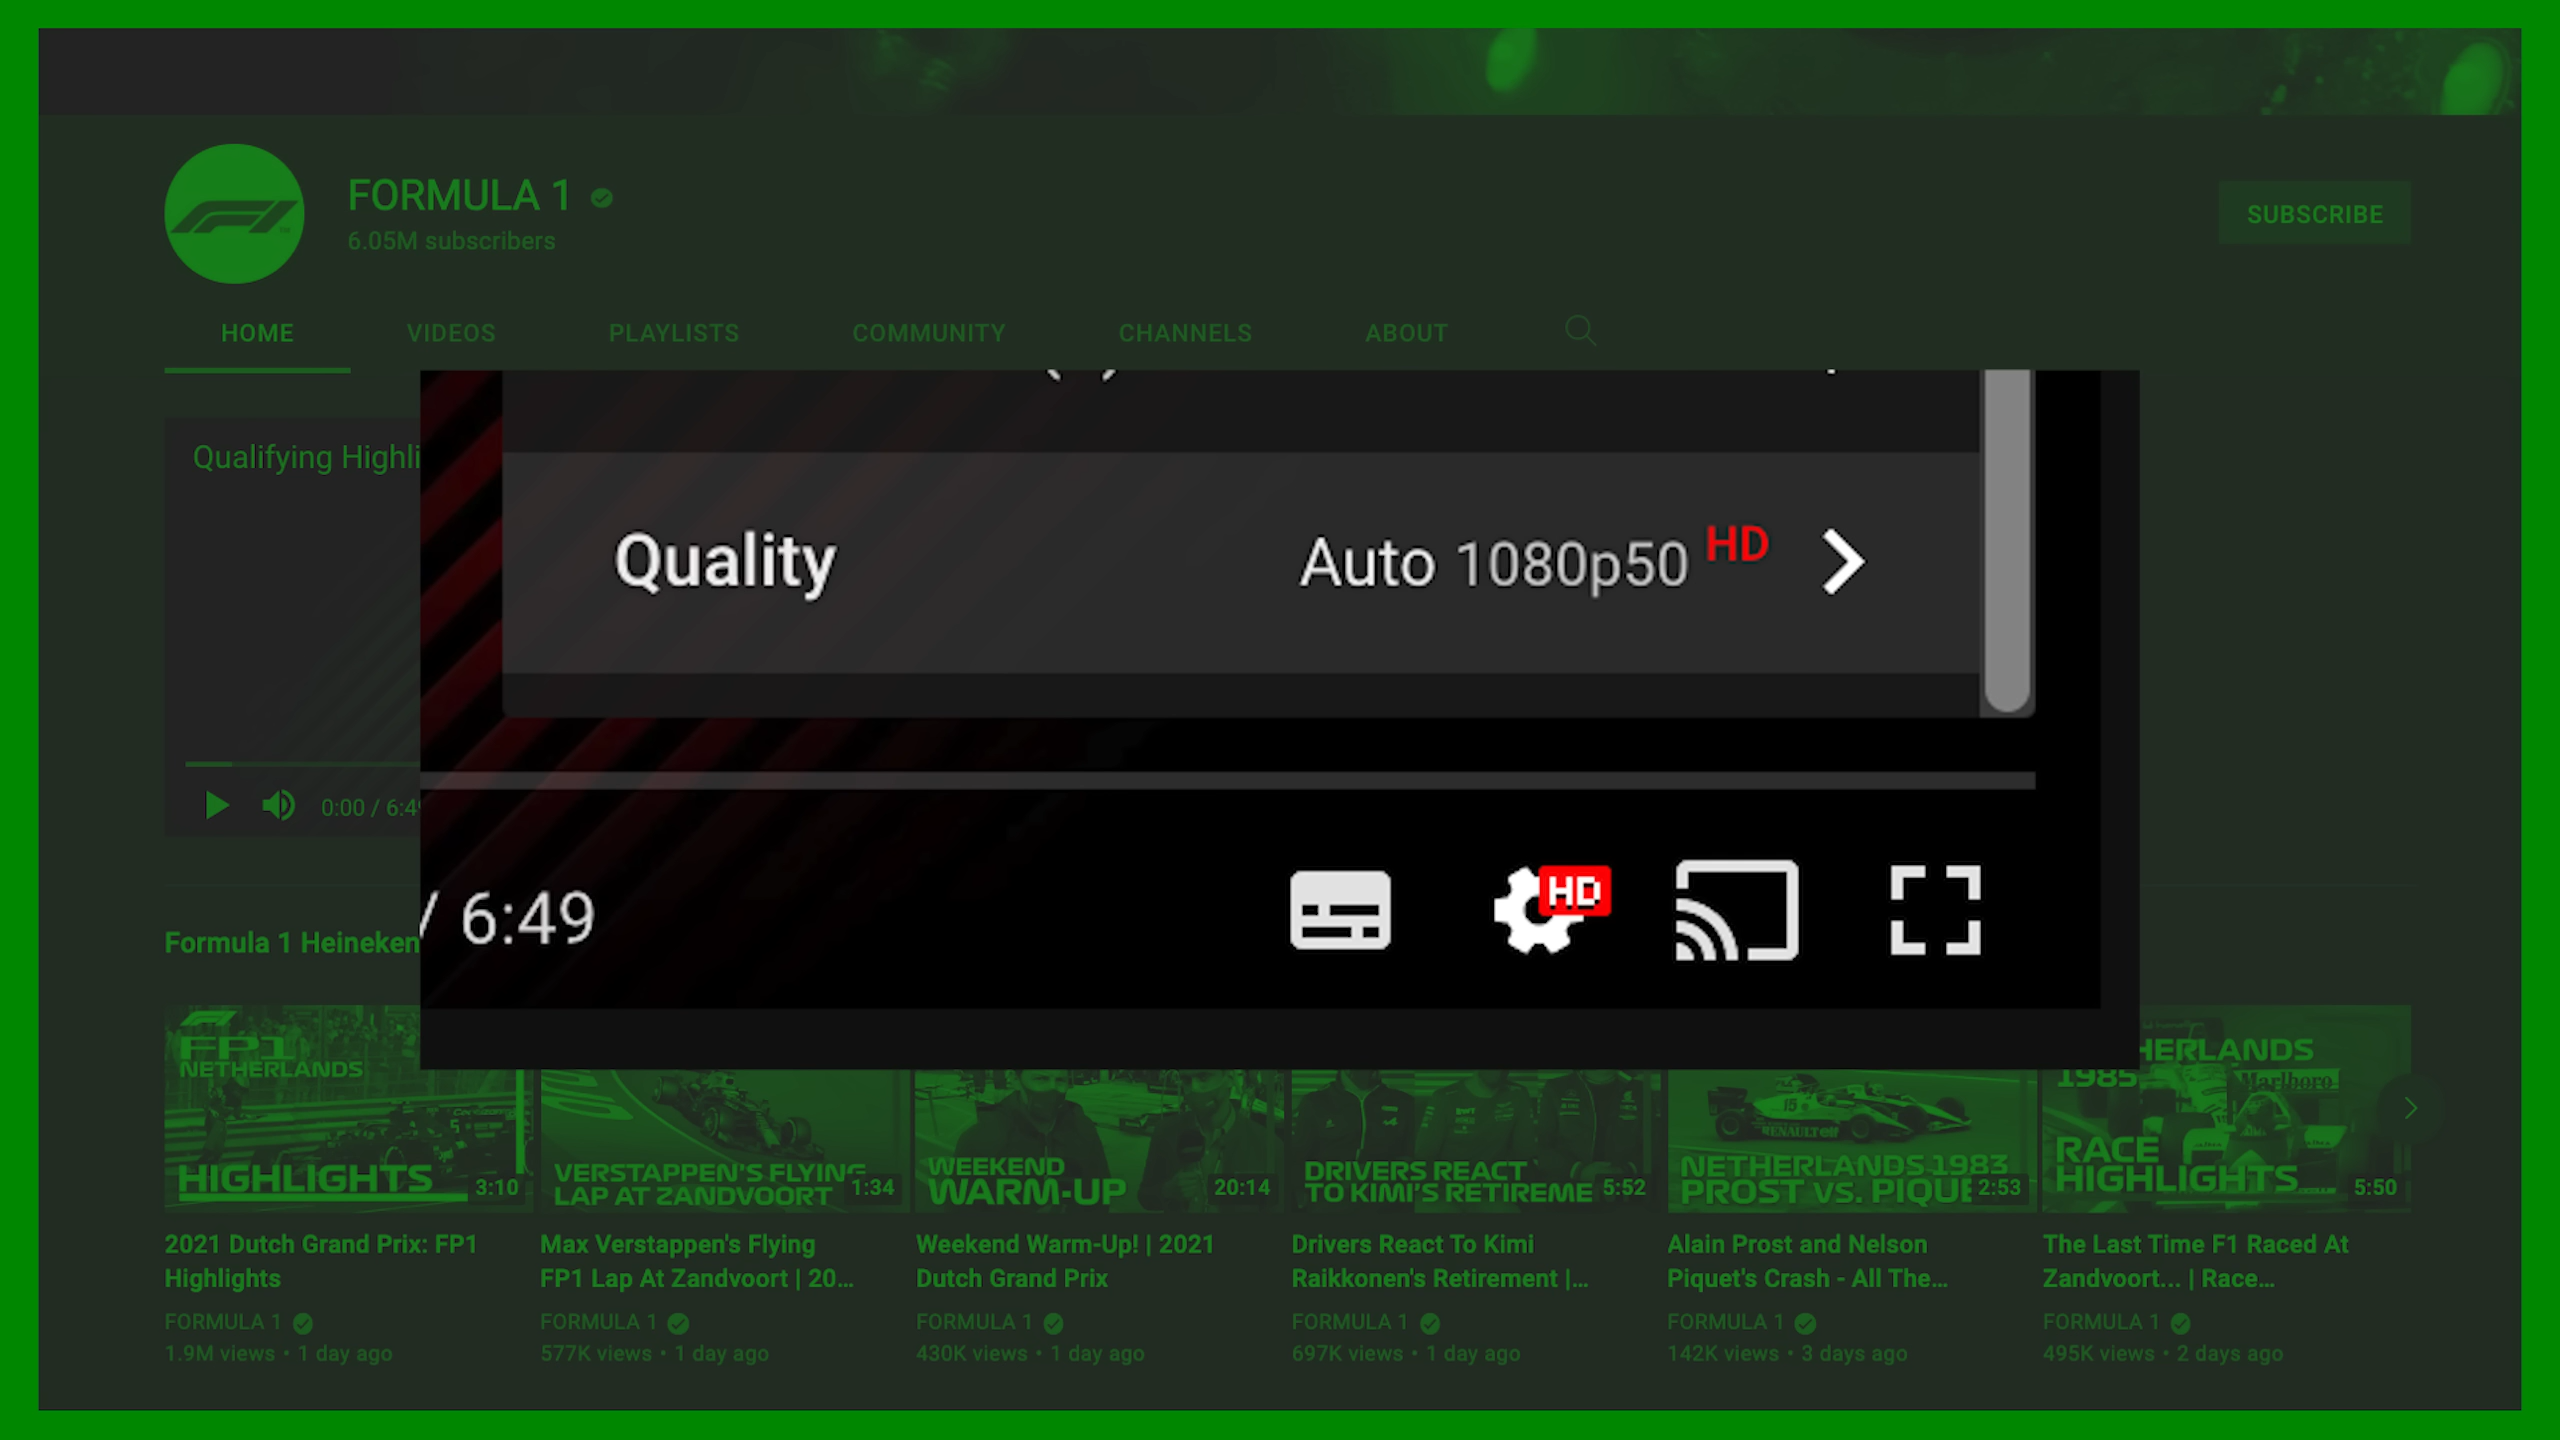 FORMULA 1
6.05M subscribers
SUBSCRIBE
HOME VIDEOS PLAYLISTS COMMUNITY CHANNELS ABOUT
Qualifying Highli
Quality Auto 1080p50 HD
0:00 / 6:4
/ 6:49 HD
Formula 1 Heineken
FP1
NETHERLANDS
HIGHLIGHTS
3:10
VERSTAPPEN'S FLYING
LAP AT ZANDVOORT
1:34
WEEKEND
WARM-UP
20:14
DRIVERS REACT
TO KIMI'S RETIREME
5:52
15
RENAULT elf
NETHERLANDS 1983
PROST VS. PIQUE
2:53
HERLANDS
1985
Marlboro
RACE
HIGHLIGHTS
5:50
2021 Dutch Grand Prix: FP1
Highlights
FORMULA 1
1.9M views • 1 day ago
Max Verstappen's Flying
FP1 Lap At Zandvoort | 20...
FORMULA 1
577K views • 1 day ago
Weekend Warm-Up! | 2021
Dutch Grand Prix
FORMULA 1
430K views • 1 day ago
Drivers React To Kimi
Raikkonen's Retirement |...
FORMULA 1
697K views • 1 day ago
Alain Prost and Nelson
Piquet's Crash - All The...
FORMULA 1
142K views • 3 days ago
The Last Time F1 Raced At
Zandvoort... | Race...
FORMULA 1
495K views • 2 days ago